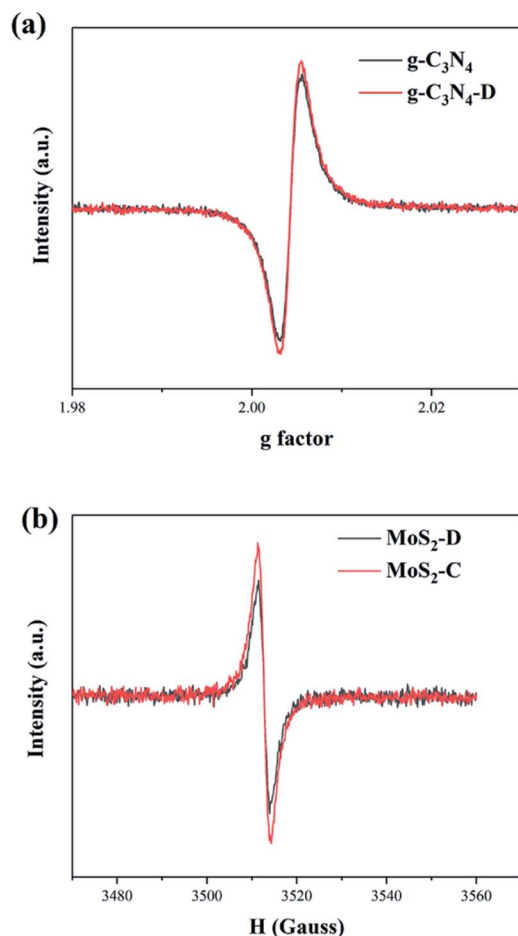 (a)
g-C₃N₄
g-C₃N₄-D
Intensity (a.u.)
1.98
2.00
2.02
g factor
(b)
MoS₂-D
MoS₂-C
Intensity (a.u.)
3480
3500
3520
3540
3560
H (Gauss)